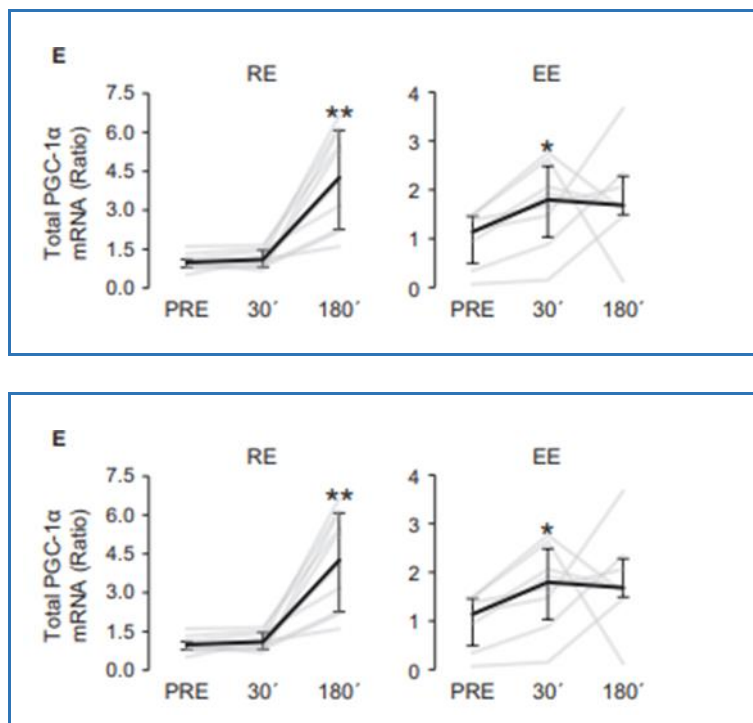 E
RE EE
Total PGC-1α
mRNA (Ratio)
7.5
6.0
4.5
3.0
1.5
0.0
**
PRE 30´ 180´
4
3
2
1
0
*
PRE 30´ 180´
E
RE EE
Total PGC-1α
mRNA (Ratio)
7.5
6.0
4.5
3.0
1.5
0.0
**
PRE 30´ 180´
4
3
2
1
0
*
PRE 30´ 180´